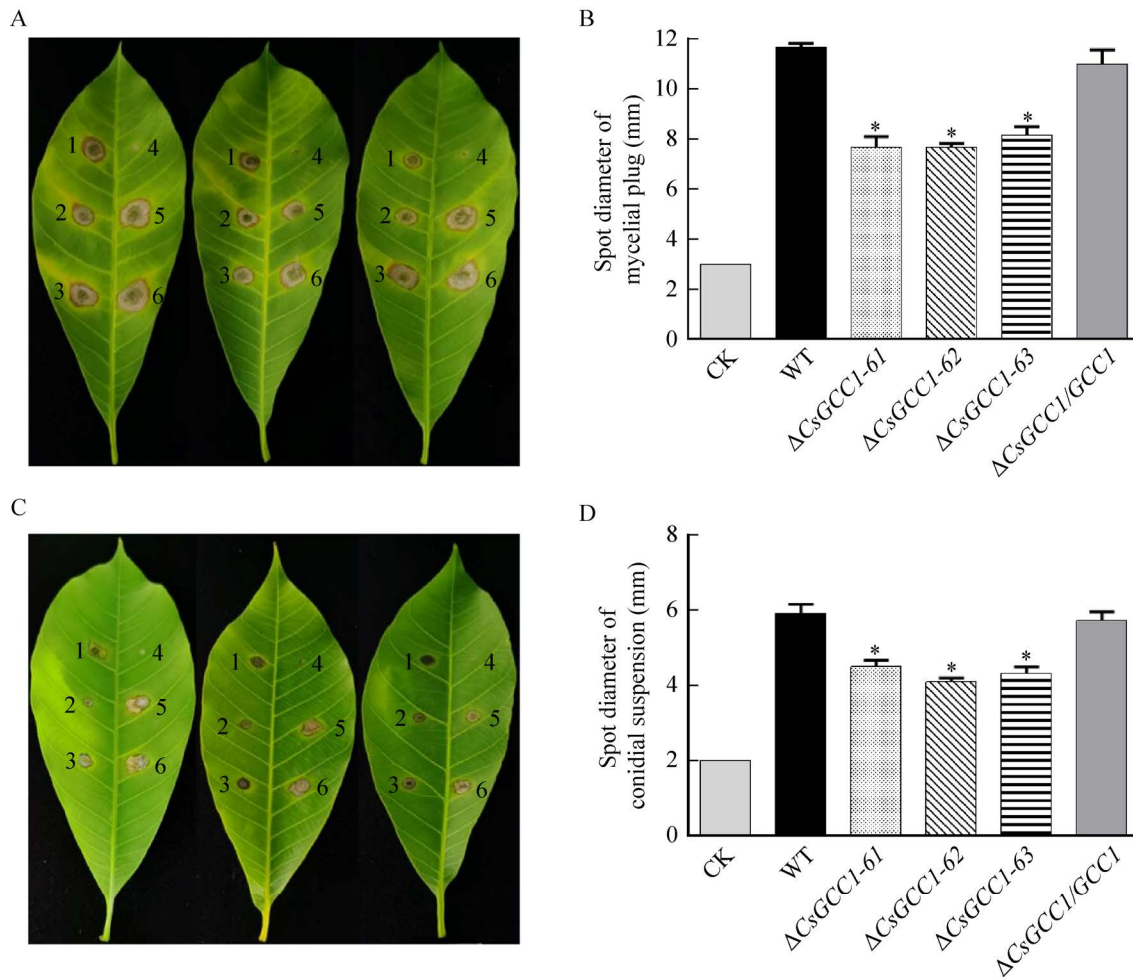 A
1 4
2 5
3 6
1 4
2 5
3 6
1 4
2 5
3 6
B
Spot diameter of
mycelial plug (mm)
12
10
8
6
4
2
0
* * *
CK
WT
ΔCsGCC1-61
ΔCsGCC1-62
ΔCsGCC1-63
ΔCsGCC1/GCC1
C
1 4
2 5
3 6
1 4
2 5
3 6
1 4
2 5
3 6
D
Spot diameter of
conidial suspension (mm)
8
6
4
2
0
* * *
CK
WT
ΔCsGCC1-61
ΔCsGCC1-62
ΔCsGCC1-63
ΔCsGCC1/GCC1